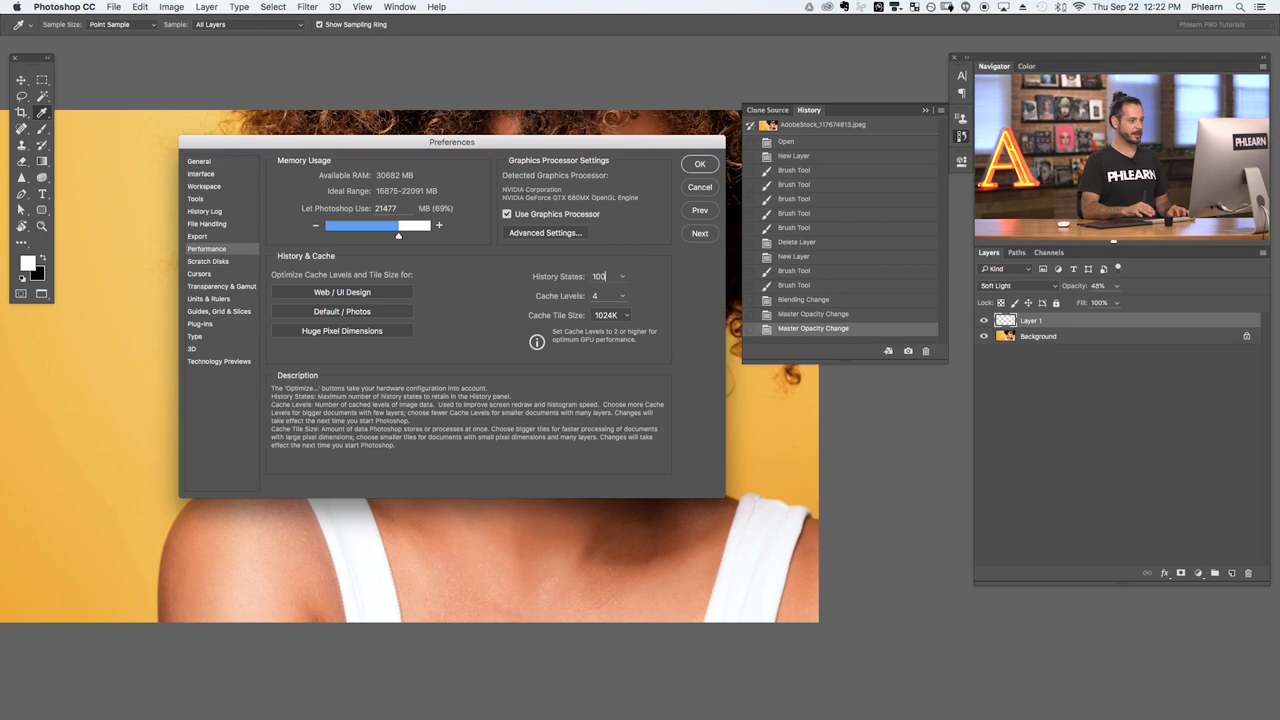 Photoshop CC File Edit Image Layer Type Select Filter 3D View Window Help Thu Sep 22 12:22 PM Phlearn
Sample Size: Point Sample Sample: All Layers Show Sampling Ring Phlearn PRO Tutorials
Preferences
General
Interface
Workspace
Tools
History Log
File Handling
Export
Performance
Scratch Disks
Cursors
Transparency & Gamut
Units & Rulers
Guides, Grid & Slices
Plug-Ins
Type
3D
Technology Previews
Memory Usage
Available RAM: 30682 MB
Ideal Range: 16875-22091 MB
Let Photoshop Use: 21477 MB (69%)
Graphics Processor Settings
Detected Graphics Processor:
NVIDIA Corporation
NVIDIA GeForce GTX 680MX OpenGL Engine
Use Graphics Processor
Advanced Settings...
History & Cache
Optimize Cache Levels and Tile Size for:
Web / UI Design
Default / Photos
Huge Pixel Dimensions
History States: 100
Cache Levels: 4
Cache Tile Size: 1024K
Set Cache Levels to 2 or higher for
optimum GPU performance.
Description
The 'Optimize...' buttons take your hardware configuration into account.
History States: Maximum number of history states to retain in the History panel.
Cache Levels: Number of cached levels of image data. Used to improve screen redraw and histogram speed. Choose more Cache
Levels for bigger documents with few layers; choose fewer Cache Levels for smaller documents with many layers. Changes will
take effect the next time you start Photoshop.
Cache Tile Size: Amount of data Photoshop stores or processes at once. Choose bigger tiles for faster processing of documents
with large pixel dimensions; choose smaller tiles for documents with small pixel dimensions and many layers. Changes will take
effect the next time you start Photoshop.
OK
Cancel
Prev
Next
Clone Source History
AdobeStock_117674813.jpeg
Open
New Layer
Brush Tool
Brush Tool
Brush Tool
Brush Tool
Brush Tool
Delete Layer
New Layer
Brush Tool
Brush Tool
Blending Change
Master Opacity Change
Master Opacity Change
Navigator Color
A
PHLEARN
PHLEARN
Layers Paths Channels
Kind
Soft Light Opacity: 48%
Lock: Fill: 100%
Layer 1
Background